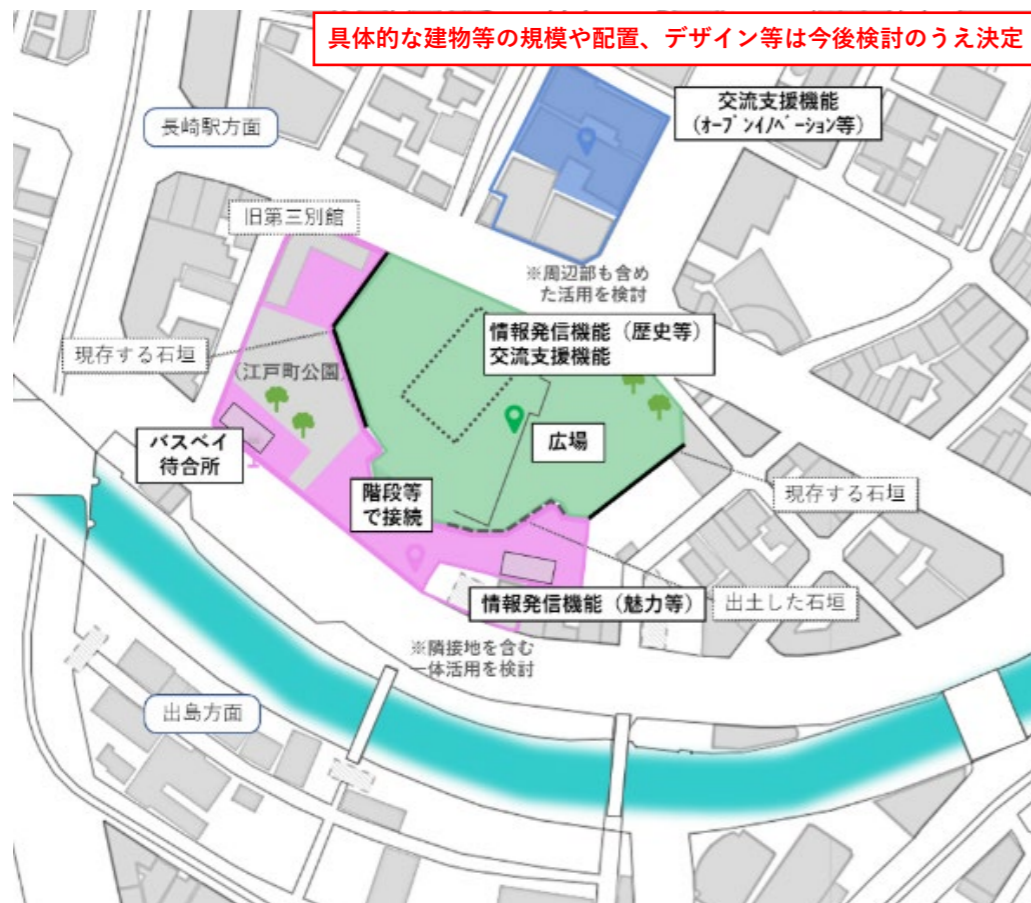 具体的な建物等の規模や配置、デザイン等は今後検討のうえ決定
交流支援機能
(ｵｰﾌﾟﾝｲﾉﾍﾞｰｼｮﾝ等)
長崎駅方面
旧第三別館
※周辺部も含め
た活用を検討
情報発信機能（歴史等）
交流支援機能
現存する石垣
(江戸町公園)
広場
バスベイ
待合所
階段等
で接続
現存する石垣
情報発信機能（魅力等）
出土した石垣
※隣接地を含む
一体活用を検討
出島方面